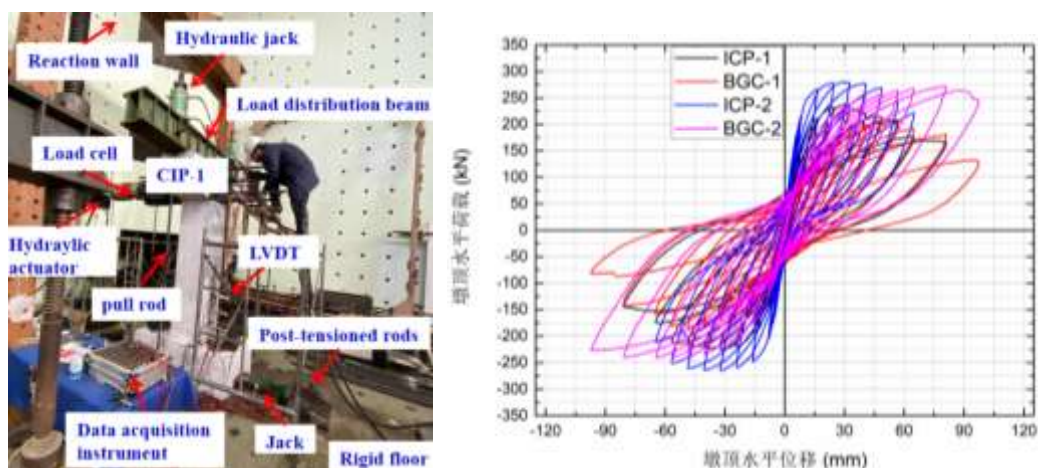 Hydraulic jack
Reaction wall
Load distribution beam
Load cell
CIP-1
Hydraylic
actuator
LVDT
pull rod
Post-tensioned rods
Data acquisition
instrument
Jack
Rigid floor
350
300
250
200
150
100
50
0
-50
-100
-150
-200
-250
-300
-350
墩顶水平荷载 (kN)
ICP-1
BGC-1
ICP-2
BGC-2
-120 -90 -60 -30 0 30 60 90 120
墩顶水平位移 (mm)